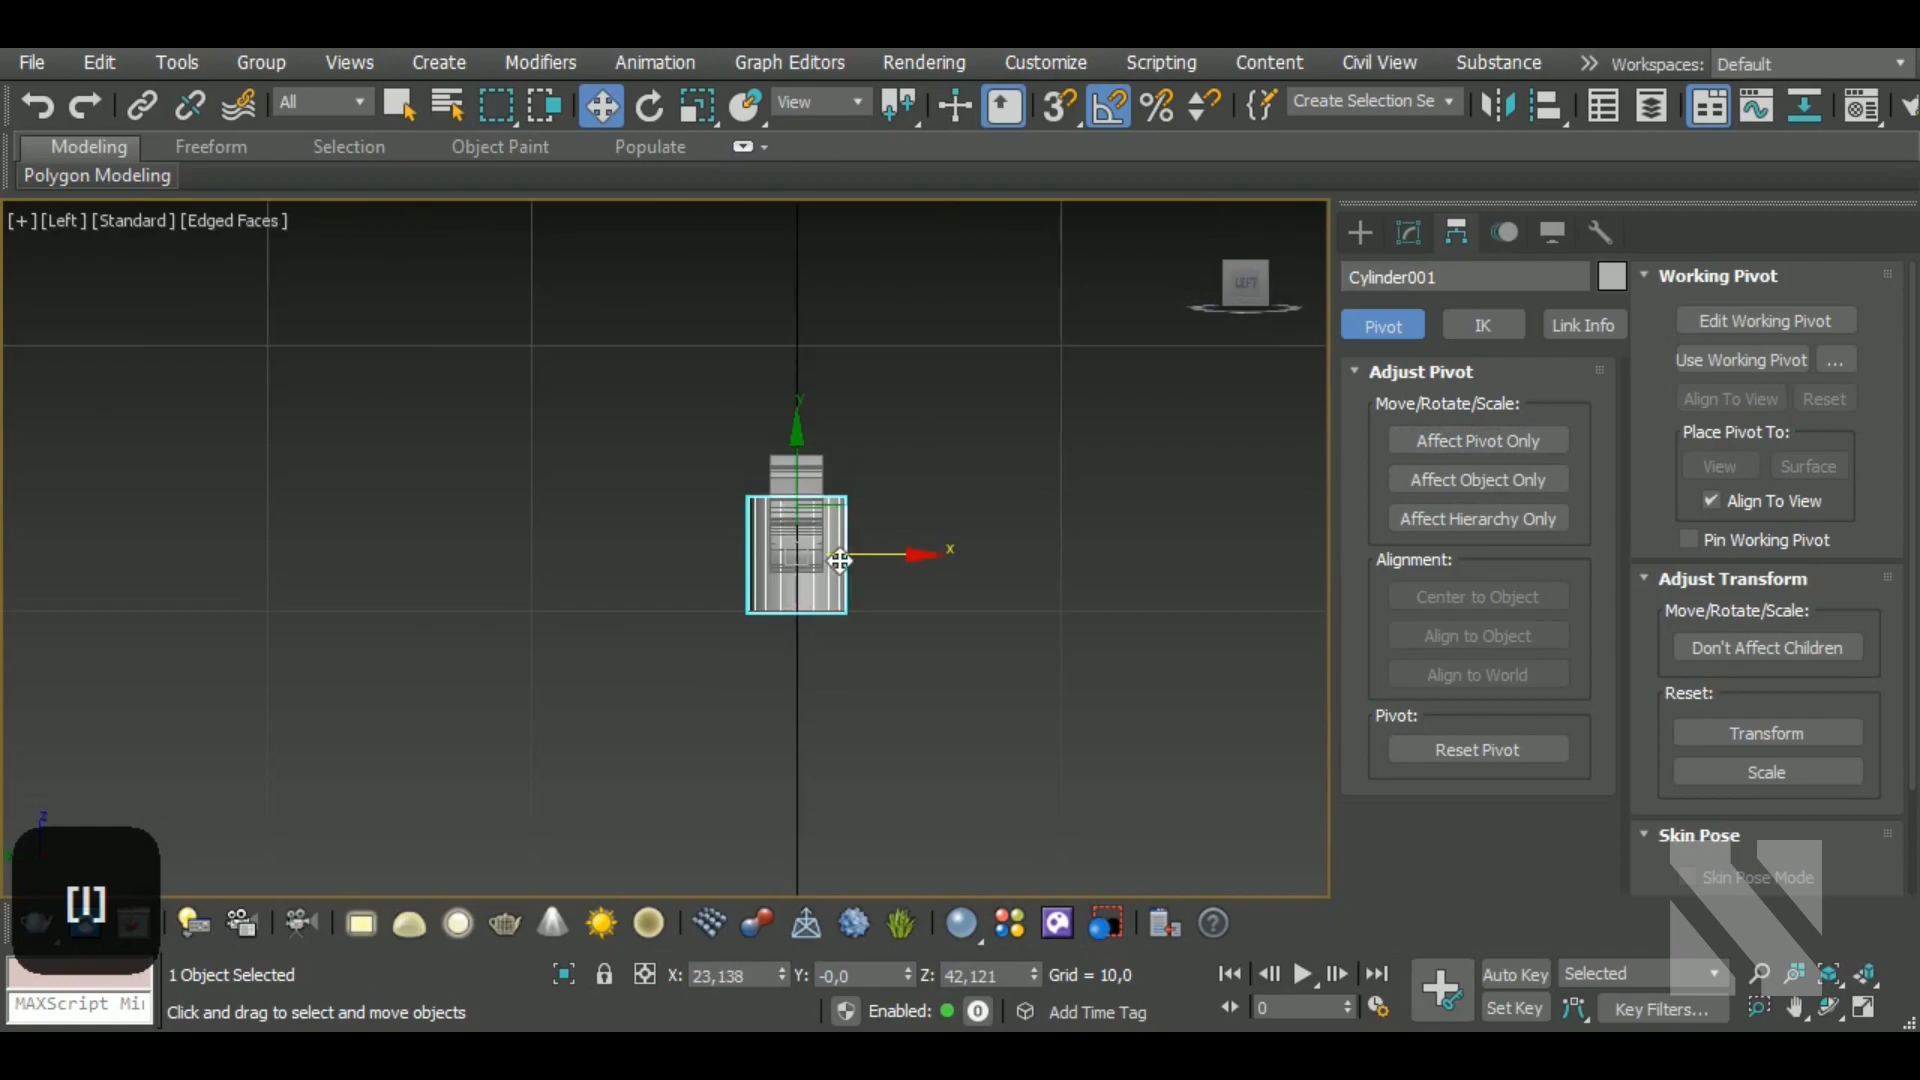 File Edit Tools Group Views Create Modifiers Animation Graph Editors Rendering Customize Scripting Content Civil View Substance Workspaces: Default
All View Create Selection Se
Modeling Freeform Selection Object Paint Populate
Polygon Modeling
[+] [Left] [Standard] [Edged Faces]
LEFT
y
x
z
[L]
Cylinder001
Pivot IK Link Info
Adjust Pivot
Move/Rotate/Scale:
Affect Pivot Only
Affect Object Only
Affect Hierarchy Only
Alignment:
Center to Object
Align to Object
Align to World
Pivot:
Reset Pivot
Working Pivot
Edit Working Pivot
Use Working Pivot ...
Align To View Reset
Place Pivot To:
View Surface
Align To View
Pin Working Pivot
Adjust Transform
Move/Rotate/Scale:
Don't Affect Children
Reset:
Transform
Scale
Skin Pose
Skin Pose Mode
1 Object Selected X: 23,138 Y: -0,0 Z: 42,121 Grid = 10,0 Auto Key Selected
MAXScript Mi Click and drag to select and move objects Enabled: 0 Add Time Tag 0 Set Key Key Filters...